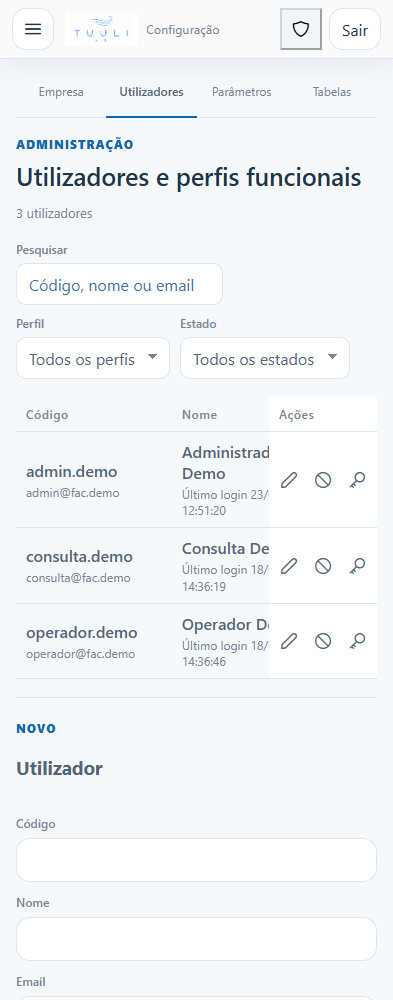 TUULI
Configuração
Sair
Empresa
Utilizadores
Parâmetros
Tabelas
ADMINISTRAÇÃO
Utilizadores e perfis funcionais
3 utilizadores
Pesquisar
Código, nome ou email
Perfil
Estado
Todos os perfis
Todos os estados
Código
Nome
Ações
admin.demo
admin@fac.demo
Administrad
Demo
Último login 23/
12:51:20
consulta.demo
consulta@fac.demo
Consulta De
Último login 18/
14:36:19
operador.demo
operador@fac.demo
Operador De
Último login 18/
14:36:46
NOVO
Utilizador
Código
Nome
Email